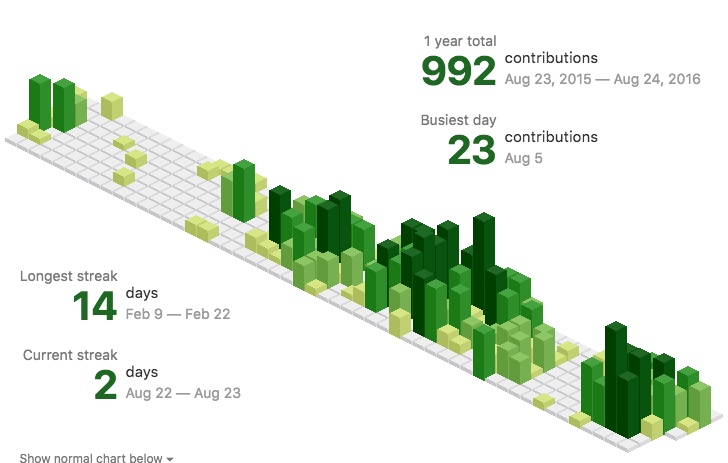 1 year total
992 contributions
Aug 23, 2015 — Aug 24, 2016
Busiest day
23 contributions
Aug 5
Longest streak
14 days
Feb 9 — Feb 22
Current streak
2 days
Aug 22 — Aug 23
Show normal chart below